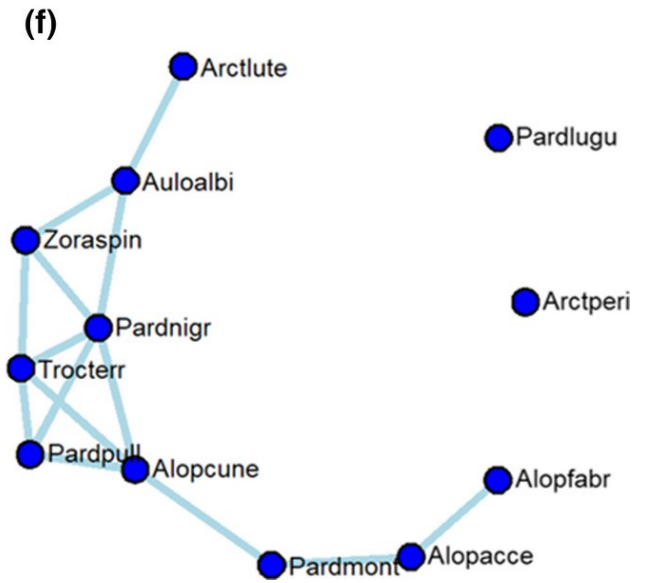 (f)
Arctlute
Pardlugu
Auloalbi
Zoraspin
Arctperi
Pardnigr
Trocterr
Pardpull
Alopcune
Alopfabr
Alopacce
Pardmont